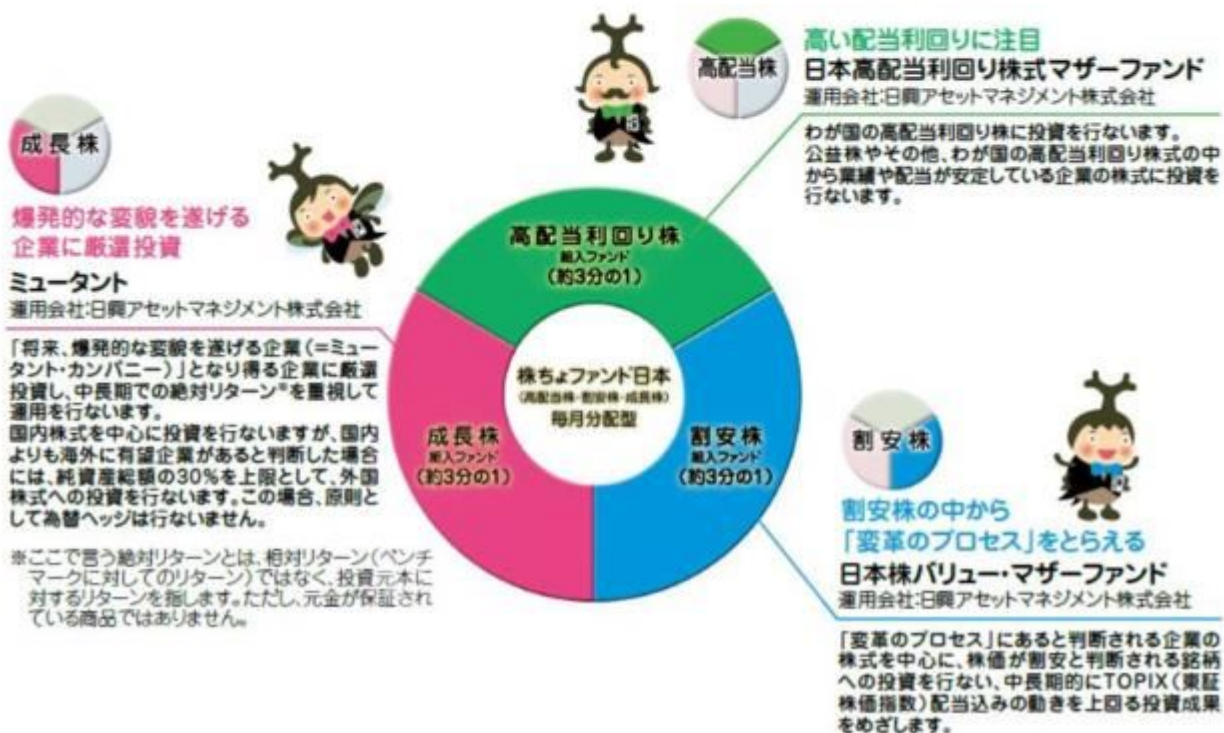 高配当株
高い配当利回りに注目
日本高配当利回り株式マザーファンド
運用会社:日興アセットマネジメント株式会社
わが国の高配当利回り株に投資を行ないます。
公益株やその他、わが国の高配当利回り株式の中
から業績や配当が安定している企業の株式に投資を
行ないます。
成長株
爆発的な変貌を遂げる
企業に厳選投資
ミュータント
運用会社:日興アセットマネジメント株式会社
「将来、爆発的な変貌を遂げる企業(=ミュー
タント・カンパニー)」となり得る企業に厳選
投資し、中長期での絶対リターン※を重視して
運用を行ないます。
国内株式を中心に投資を行ないますが、国内
よりも海外に有望企業があると判断した場合
には、純資産総額の30%を上限として、外国
株式への投資を行ないます。この場合、原則と
して為替ヘッジは行ないません。
※ここで言う絶対リターンとは、相対リターン(ベンチ
マークに対してのリターン)ではなく、投資元本に
対するリターンを指します。ただし、元金が保証され
ている商品ではありません。
高配当利回り株
組入ファンド
(約3分の1)
株ちょファンド日本
(高配当株・割安株・成長株)
毎月分配型
成長株
組入ファンド
(約3分の1)
割安株
組入ファンド
(約3分の1)
割安株
割安株の中から
「変革のプロセス」をとらえる
日本株バリュー・マザーファンド
運用会社:日興アセットマネジメント株式会社
「変革のプロセス」にあると判断される企業の
株式を中心に、株価が割安と判断される銘柄
への投資を行ない、中長期的にTOPIX(東証
株価指数)配当込みの動きを上回る投資成果
をめざします。